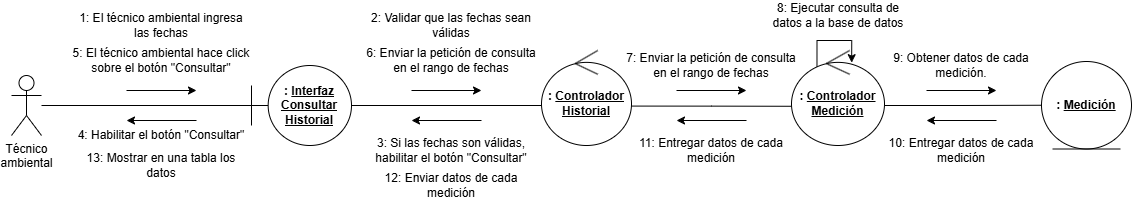 1: El técnico ambiental ingresa
las fechas
5: El técnico ambiental hace click
sobre el botón "Consultar"
4: Habilitar el botón "Consultar"
13: Mostrar en una tabla los
datos
Técnico
ambiental
: Interfaz
Consultar
Historial
2: Validar que las fechas sean
válidas
6: Enviar la petición de consulta
en el rango de fechas
3: Si las fechas son válidas,
habilitar el botón "Consultar"
12: Enviar datos de cada
medición
: Controlador
Historial
7: Enviar la petición de consulta
en el rango de fechas
11: Entregar datos de cada
medición
8: Ejecutar consulta de
datos a la base de datos
: Controlador
Medición
9: Obtener datos de cada
medición.
10: Entregar datos de cada
medición
: Medición